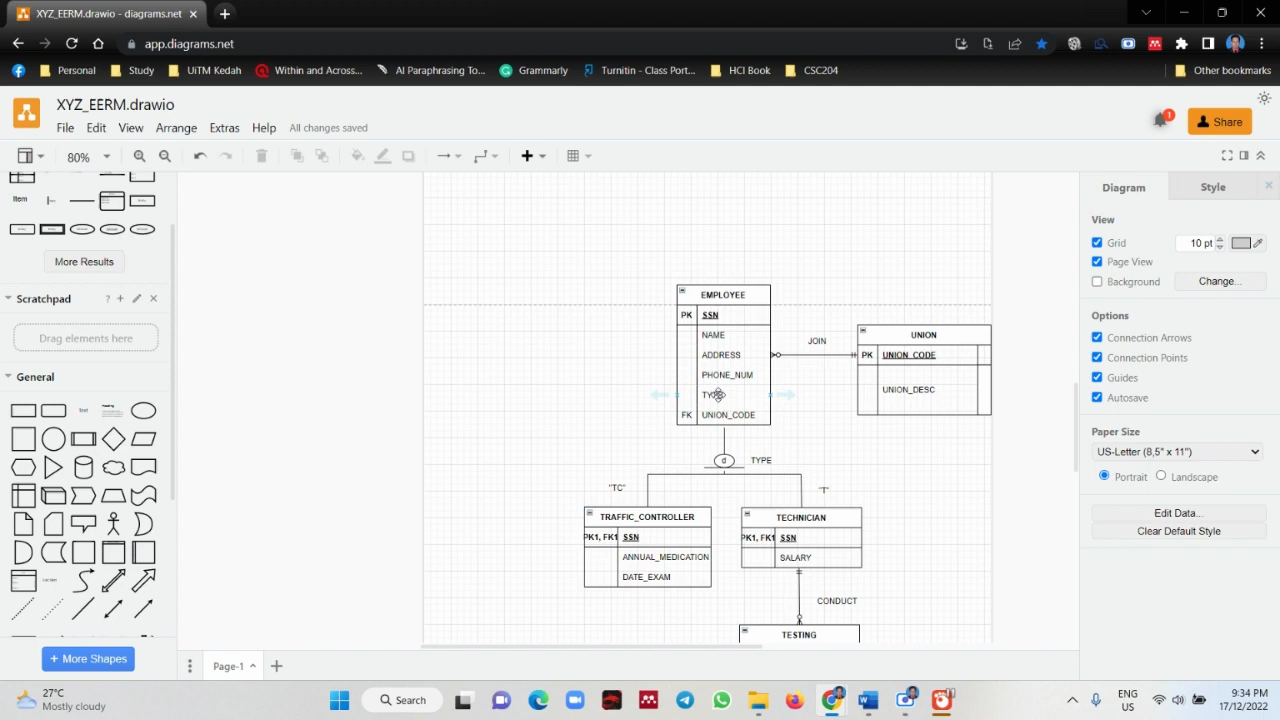 XYZ_EERM.drawio - diagrams.net
app.diagrams.net
Personal
Study
UiTM Kedah
Within and Across...
AI Paraphrasing To...
Grammarly
Turnitin - Class Port...
HCI Book
CSC204
Other bookmarks
XYZ_EERM.drawio
File Edit View Arrange Extras Help All changes saved
1
Share
80%
Item
More Results
Scratchpad
?
Drag elements here
General
Text
+ More Shapes
EMPLOYEE
PK SSN
NAME
ADDRESS
PHONE_NUM
TYPE
FK UNION_CODE
JOIN
UNION
PK UNION_CODE
UNION_DESC
d
TYPE
"TC"
"T"
TRAFFIC_CONTROLLER
PK1, FK1 SSN
ANNUAL_MEDICATION
DATE_EXAM
TECHNICIAN
PK1, FK1 SSN
SALARY
CONDUCT
TESTING
Page-1
Diagram
Style
View
Grid
10 pt
Page View
Background
Change...
Options
Connection Arrows
Connection Points
Guides
Autosave
Paper Size
US-Letter (8,5" x 11")
Portrait
Landscape
Edit Data...
Clear Default Style
27°C
Mostly cloudy
Search
ENG
US
9:34 PM
17/12/2022